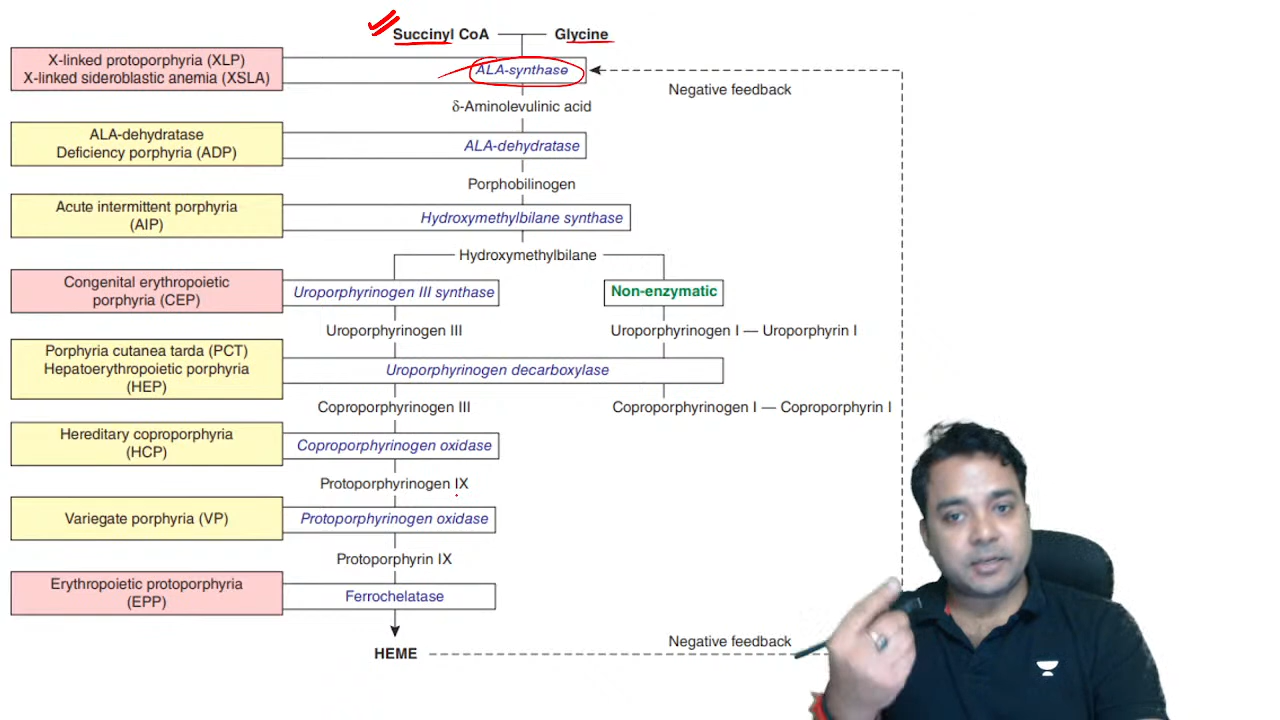 Succinyl CoA
Glycine
X-linked protoporphyria (XLP)
X-linked sideroblastic anemia (XSLA)
ALA-synthase
Negative feedback
δ-Aminolevulinic acid
ALA-dehydratase
Deficiency porphyria (ADP)
ALA-dehydratase
Porphobilinogen
Acute intermittent porphyria
(AIP)
Hydroxymethylbilane synthase
Hydroxymethylbilane
Congenital erythropoietic
porphyria (CEP)
Uroporphyrinogen III synthase
Non-enzymatic
Uroporphyrinogen III
Uroporphyrinogen I — Uroporphyrin I
Porphyria cutanea tarda (PCT)
Hepatoerythropoietic porphyria
(HEP)
Uroporphyrinogen decarboxylase
Coproporphyrinogen III
Coproporphyrinogen I — Coproporphyrin I
Hereditary coproporphyria
(HCP)
Coproporphyrinogen oxidase
Protoporphyrinogen IX
Variegate porphyria (VP)
Protoporphyrinogen oxidase
Protoporphyrin IX
Erythropoietic protoporphyria
(EPP)
Ferrochelatase
HEME
Negative feedback